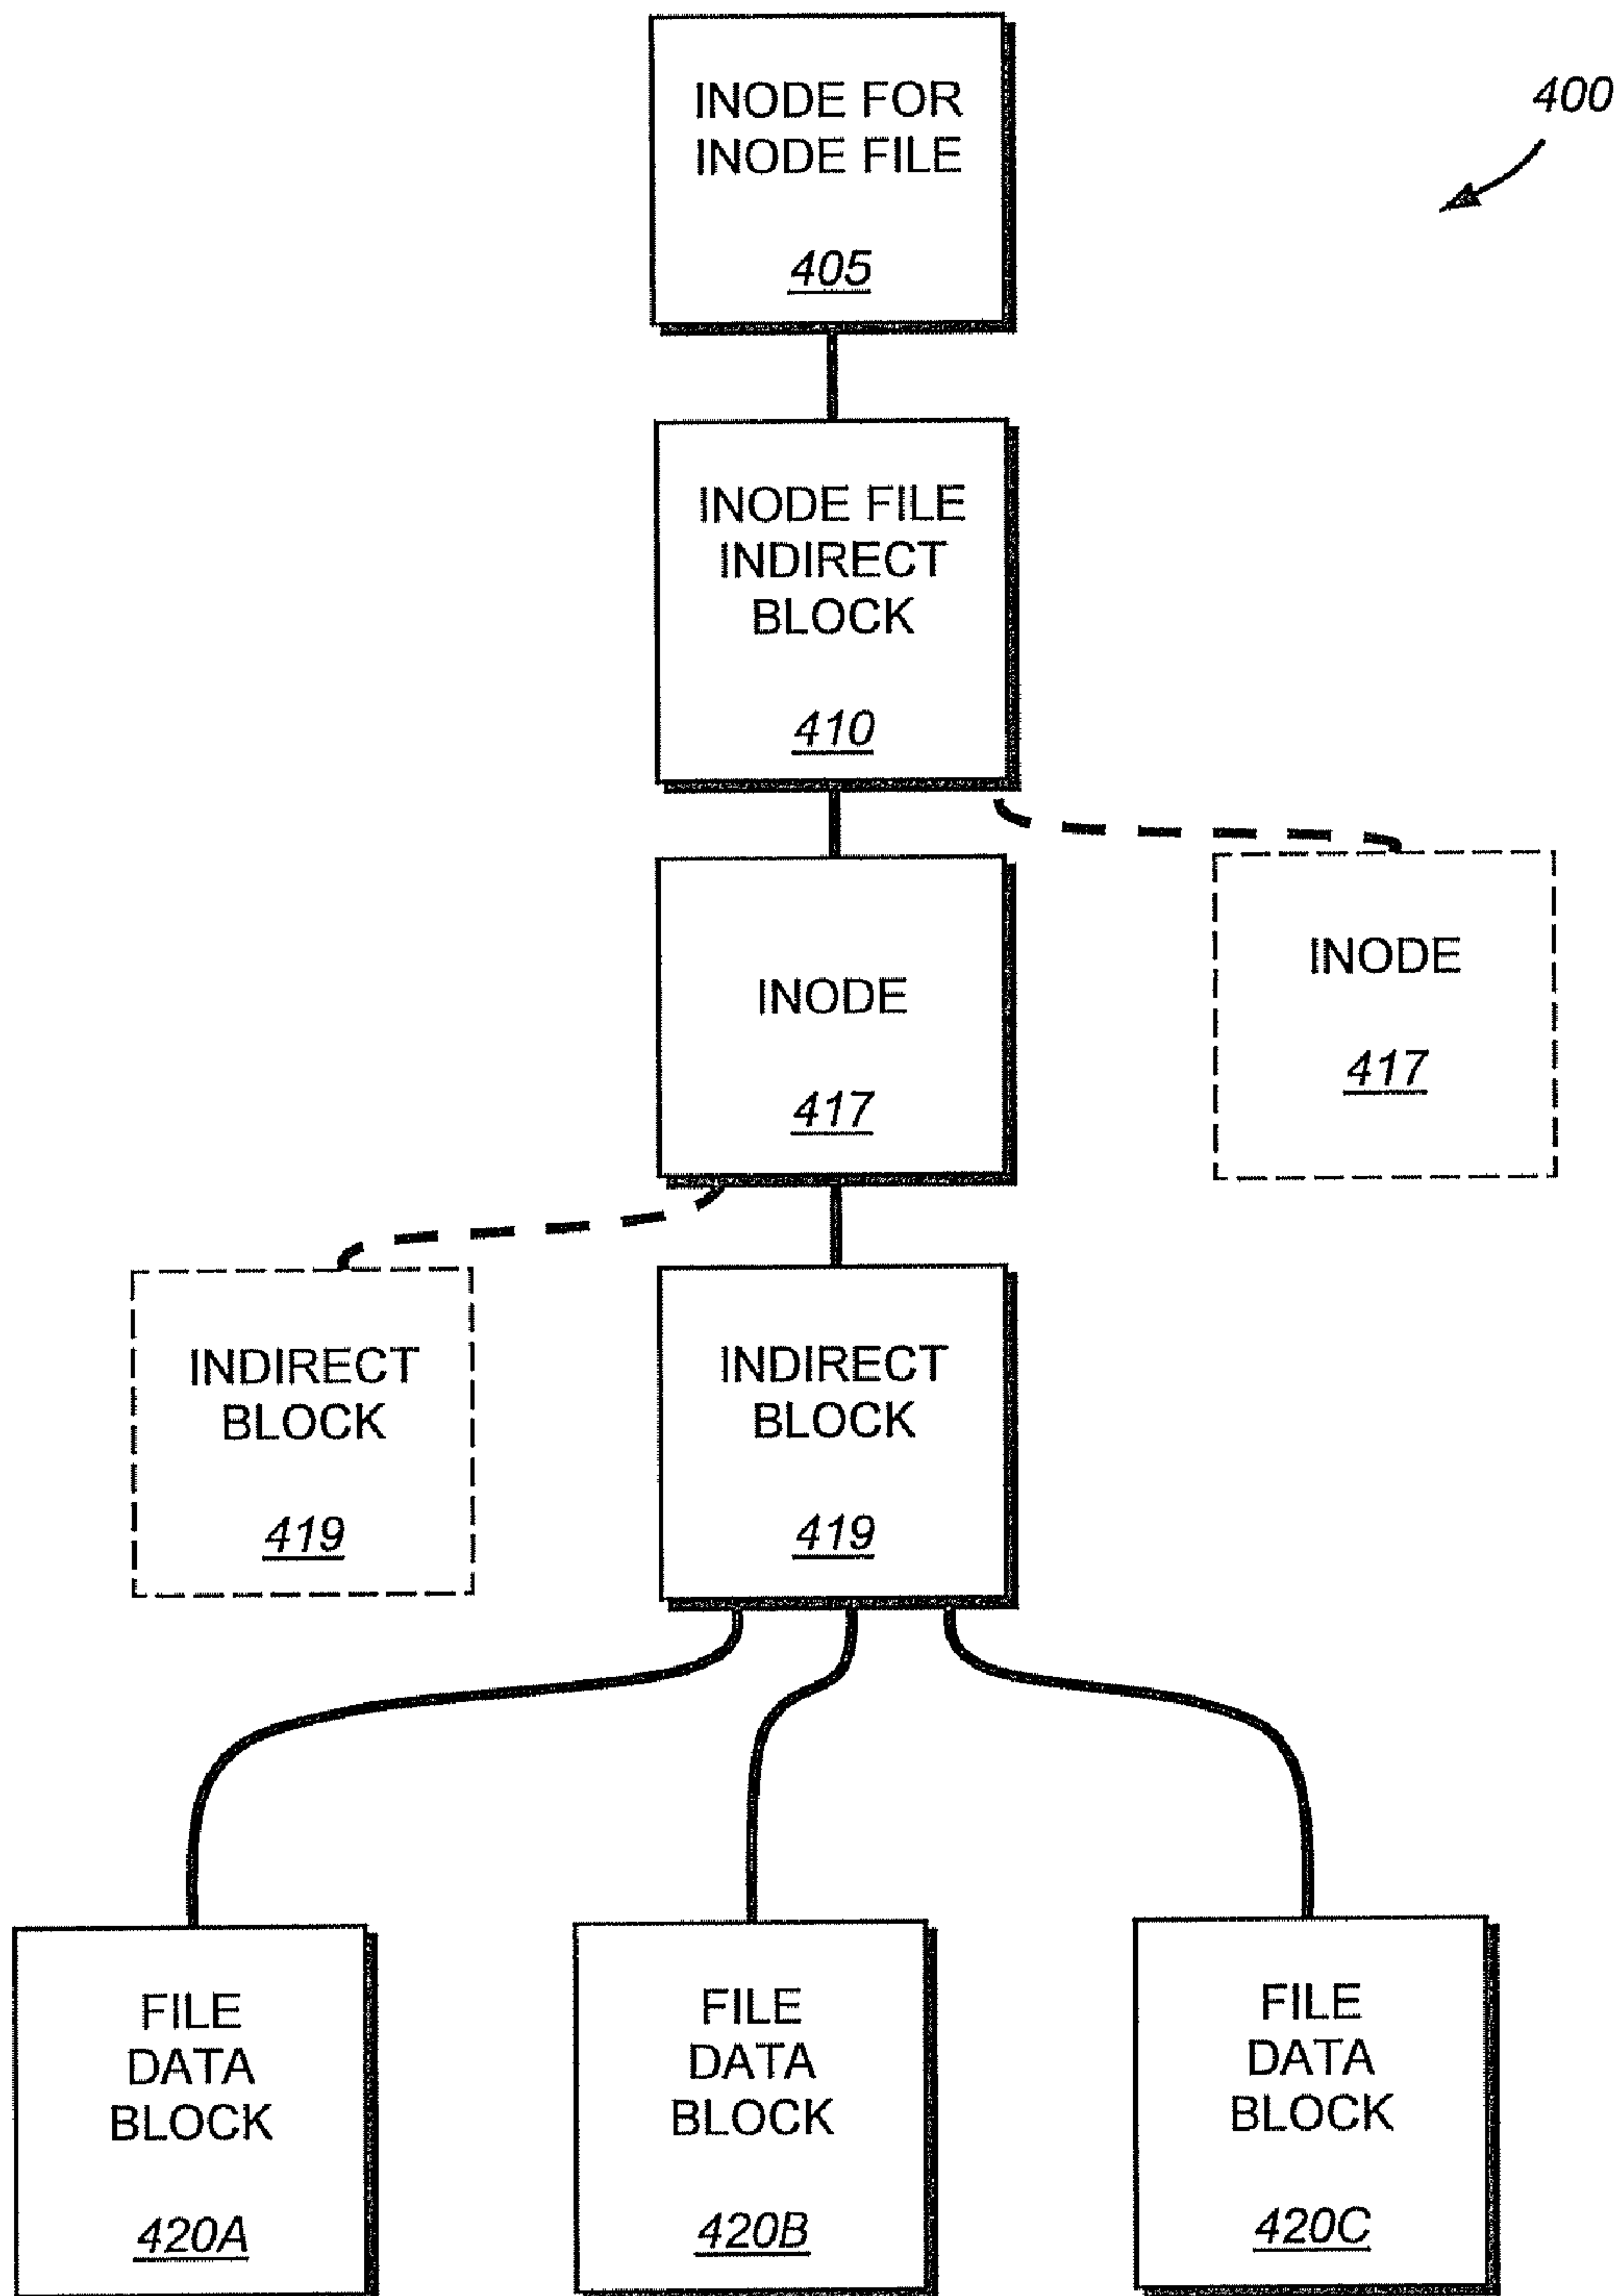 INODE FOR
INODE FILE
405
400
INODE FILE
INDIRECT
BLOCK
410
INODE
417
INODE
417
INDIRECT
BLOCK
419
INDIRECT
BLOCK
419
FILE
DATA
BLOCK
420A
FILE
DATA
BLOCK
420B
FILE
DATA
BLOCK
420C